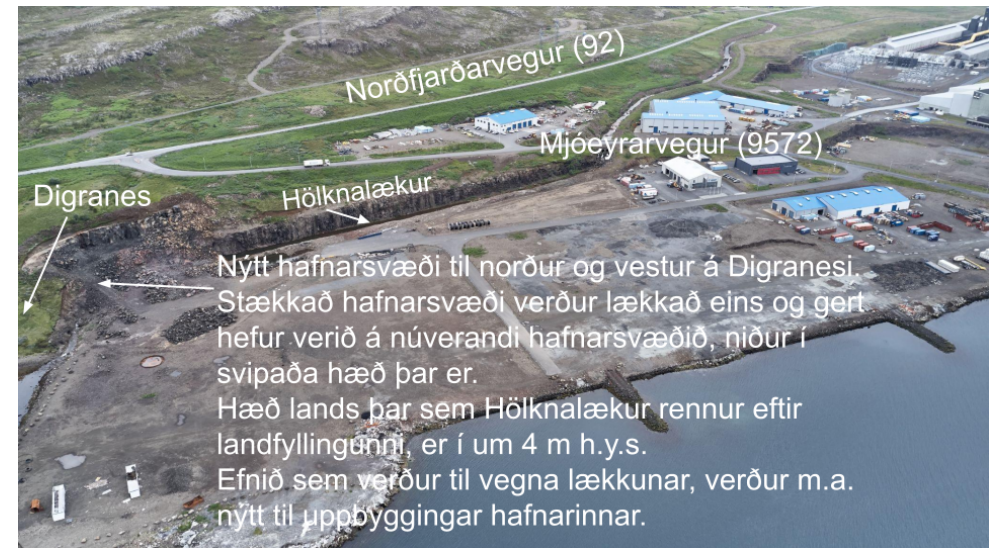 Norðfjarðarvegur (92)
Mjóeyrarvegur (9572)
Digranes
Hölknalækur
Nýtt hafnarsvæði til norður og vestur á Digranesi.
Stækkað hafnarsvæði verður lækkað eins og gert
hefur verið á núverandi hafnarsvæðið, niður í
svipaða hæð þar er.
Hæð lands þar sem Hölknalækur rennur eftir
landfyllingunni, er í um 4 m h.y.s.
Efnið sem verður til vegna lækkunar, verður m.a.
nýtt til uppbyggingar hafnarinnar.